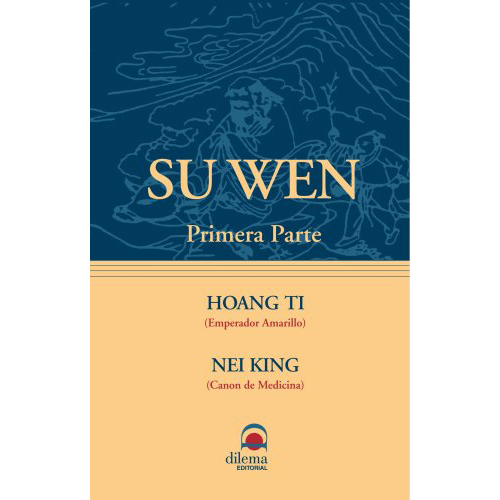 SU WEN
Primera Parte
HOANG TI
(Emperador Amarillo)
NEI KING
(Canon de Medicina)
dilema
EDITORIAL